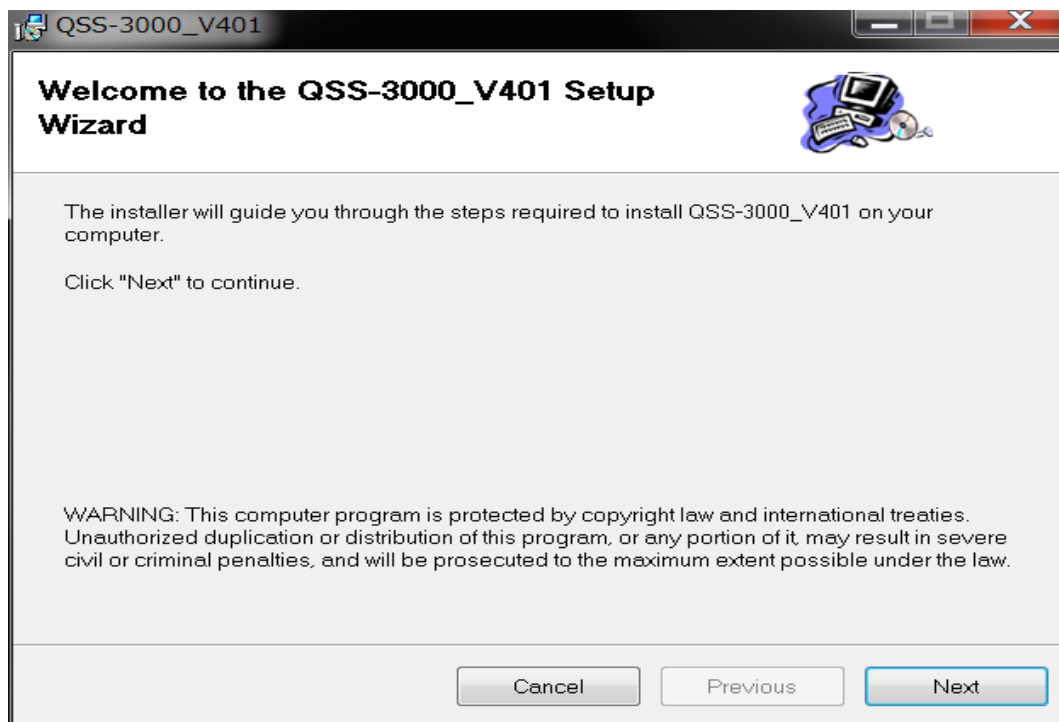 QSS-3000_V401
Welcome to the QSS-3000_V401 Setup
Wizard
The installer will guide you through the steps required to install QSS-3000_V401 on your
computer.
Click "Next" to continue.
WARNING: This computer program is protected by copyright law and international treaties.
Unauthorized duplication or distribution of this program, or any portion of it, may result in severe
civil or criminal penalties, and will be prosecuted to the maximum extent possible under the law.
Cancel
Previous
Next